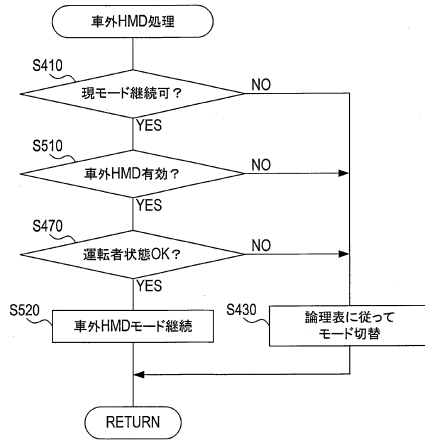 車外HMD処理
S410
現モード継続可？
NO
YES
S510
車外HMD有効？
NO
YES
S470
運転者状態OK？
NO
YES
S520
車外HMDモード継続
S430
論理表に従って
モード切替
RETURN